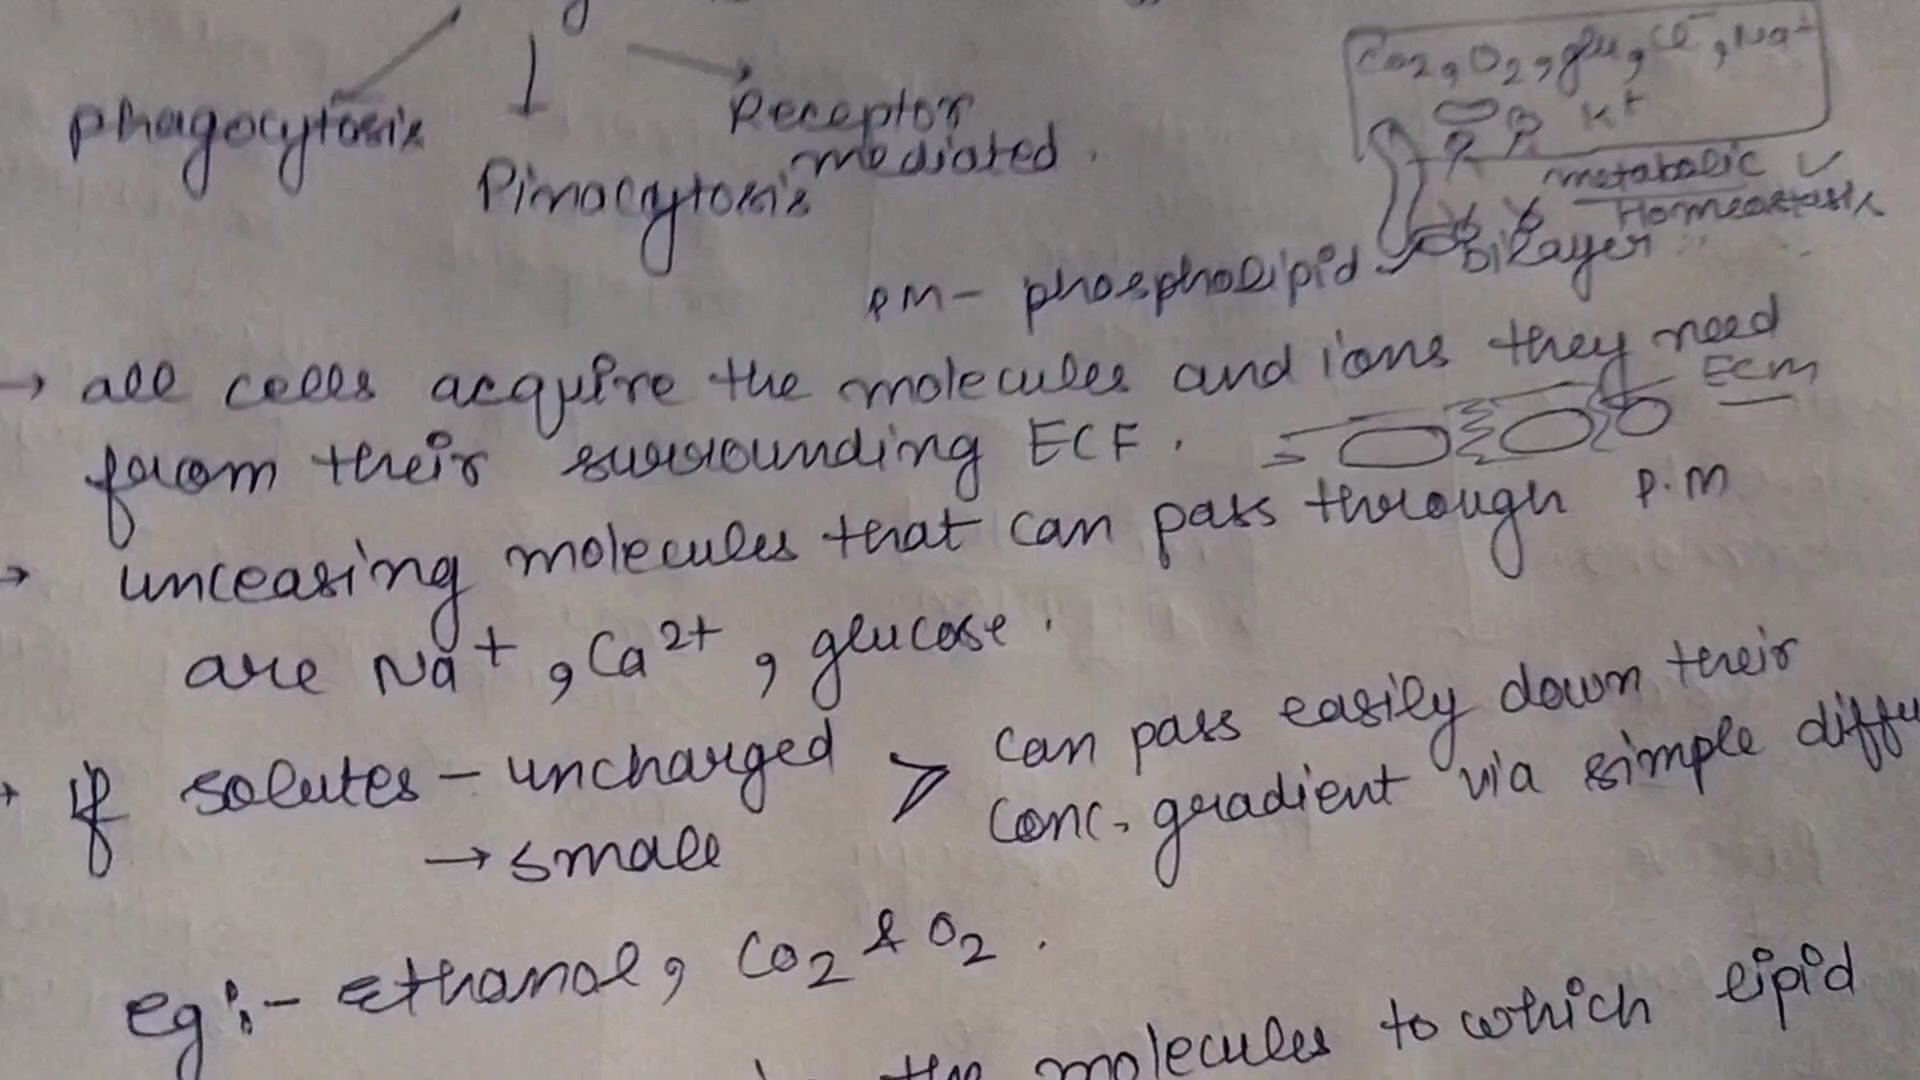 Co2, O2, glu, Cl-, Na+
K+
phagocytosis
Receptor mediated.
Pinocytosis
metabolic
Homeostasis
PM - phospholipid bilayer
→ all cells acquire the molecules and ions they need
ECM
from their surrounding ECF.
→ unceasing molecules that can pass through P.M
are Na+, Ca2+, glucose.
→ if solutes - uncharged > can pass easily down their
→ small
conc. gradient via simple diffu
eg:- Ethanol, CO2 & O2.
the molecules to which lipid